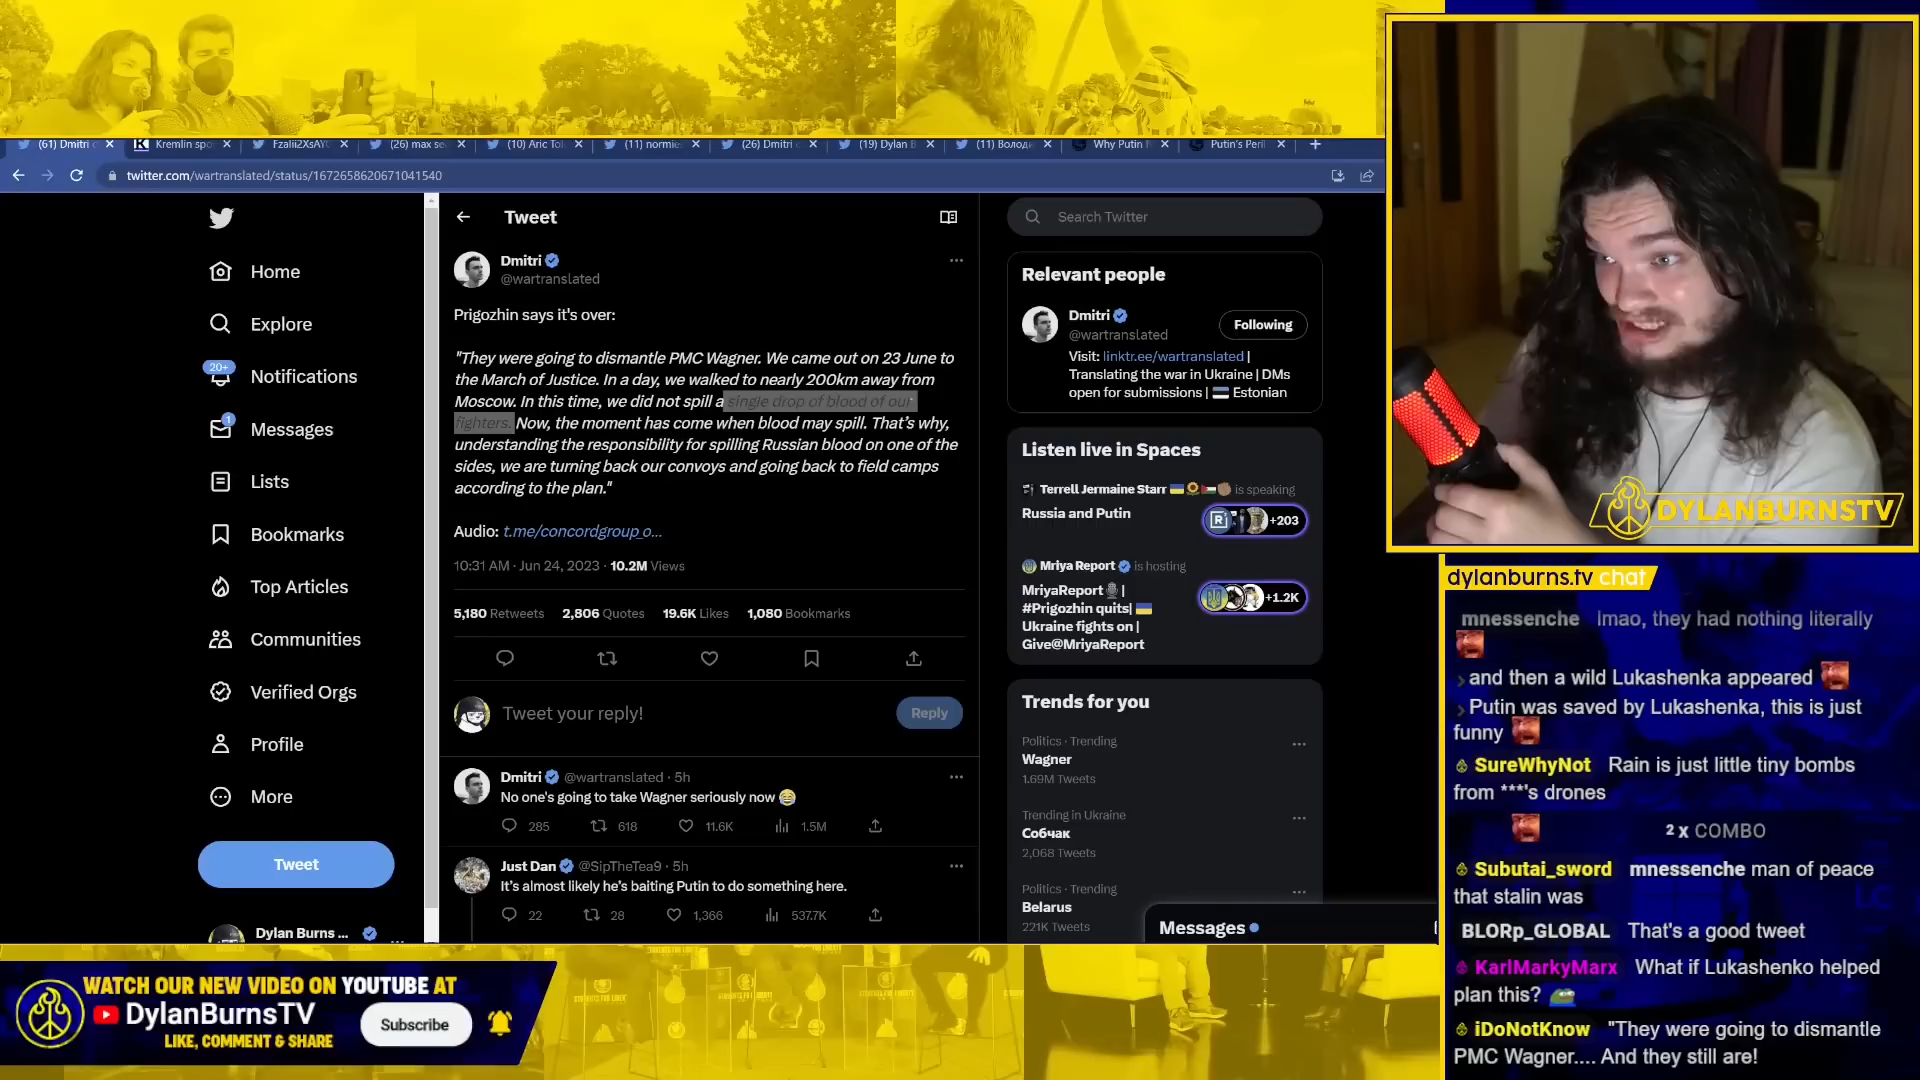 (61) Dmitri
Kremlin spo
FzaIii2XsAY
(26) max se
(10) Aric Tol
(11) normie
(26) Dmitri
(19) Dylan B
(11) Володи
Why Putin
Putin's Peri
twitter.com/wartranslated/status/1672658620671041540
Home
Explore
20+
Notifications
1
Messages
Lists
Bookmarks
Top Articles
Communities
Verified Orgs
Profile
More
Tweet
Dylan Burns ...
Tweet
Dmitri
@wartranslated
Prigozhin says it's over:
"They were going to dismantle PMC Wagner. We came out on 23 June to
the March of Justice. In a day, we walked to nearly 200km away from
Moscow. In this time, we did not spill a single drop of blood of our
fighters. Now, the moment has come when blood may spill. That's why,
understanding the responsibility for spilling Russian blood on one of the
sides, we are turning back our convoys and going back to field camps
according to the plan."
Audio: t.me/concordgroup_o...
10:31 AM · Jun 24, 2023 · 10.2M Views
5,180 Retweets 2,806 Quotes 19.6K Likes 1,080 Bookmarks
Tweet your reply!
Reply
Dmitri @wartranslated · 5h
No one's going to take Wagner seriously now 😂
285 618 11.6K 1.5M
Just Dan @SipTheTea9 · 5h
It's almost likely he's baiting Putin to do something here.
22 28 1,366 537.7K
Search Twitter
Relevant people
Dmitri
@wartranslated
Following
Visit: linktr.ee/wartranslated |
Translating the war in Ukraine | DMs
open for submissions | 🇪🇪 Estonian
Listen live in Spaces
Terrell Jermaine Starr 🇺🇦🌻🇵🇸✊🏾 is speaking
Russia and Putin
+203
Mriya Report is hosting
MriyaReport🎙️|
#Prigozhin quits| 🇺🇦
Ukraine fights on |
Give@MriyaReport
+1.2K
Trends for you
Politics · Trending
Wagner
1.69M Tweets
Trending in Ukraine
Собчак
2,068 Tweets
Politics · Trending
Belarus
221K Tweets
Messages
DYLANBURNSTV
dylanburns.tv chat
mnessenche lmao, they had nothing literally
and then a wild Lukashenka appeared
Putin was saved by Lukashenka, this is just
funny
SureWhyNot Rain is just little tiny bombs
from ***'s drones
2 x COMBO
Subutai_sword mnessenche man of peace
that stalin was
BLORp_GLOBAL That's a good tweet
KarlMarkyMarx What if Lukashenko helped
plan this?
iDoNotKnow "They were going to dismantle
PMC Wagner.... And they still are!
WATCH OUR NEW VIDEO ON YOUTUBE AT
DylanBurnsTV
LIKE, COMMENT & SHARE
Subscribe